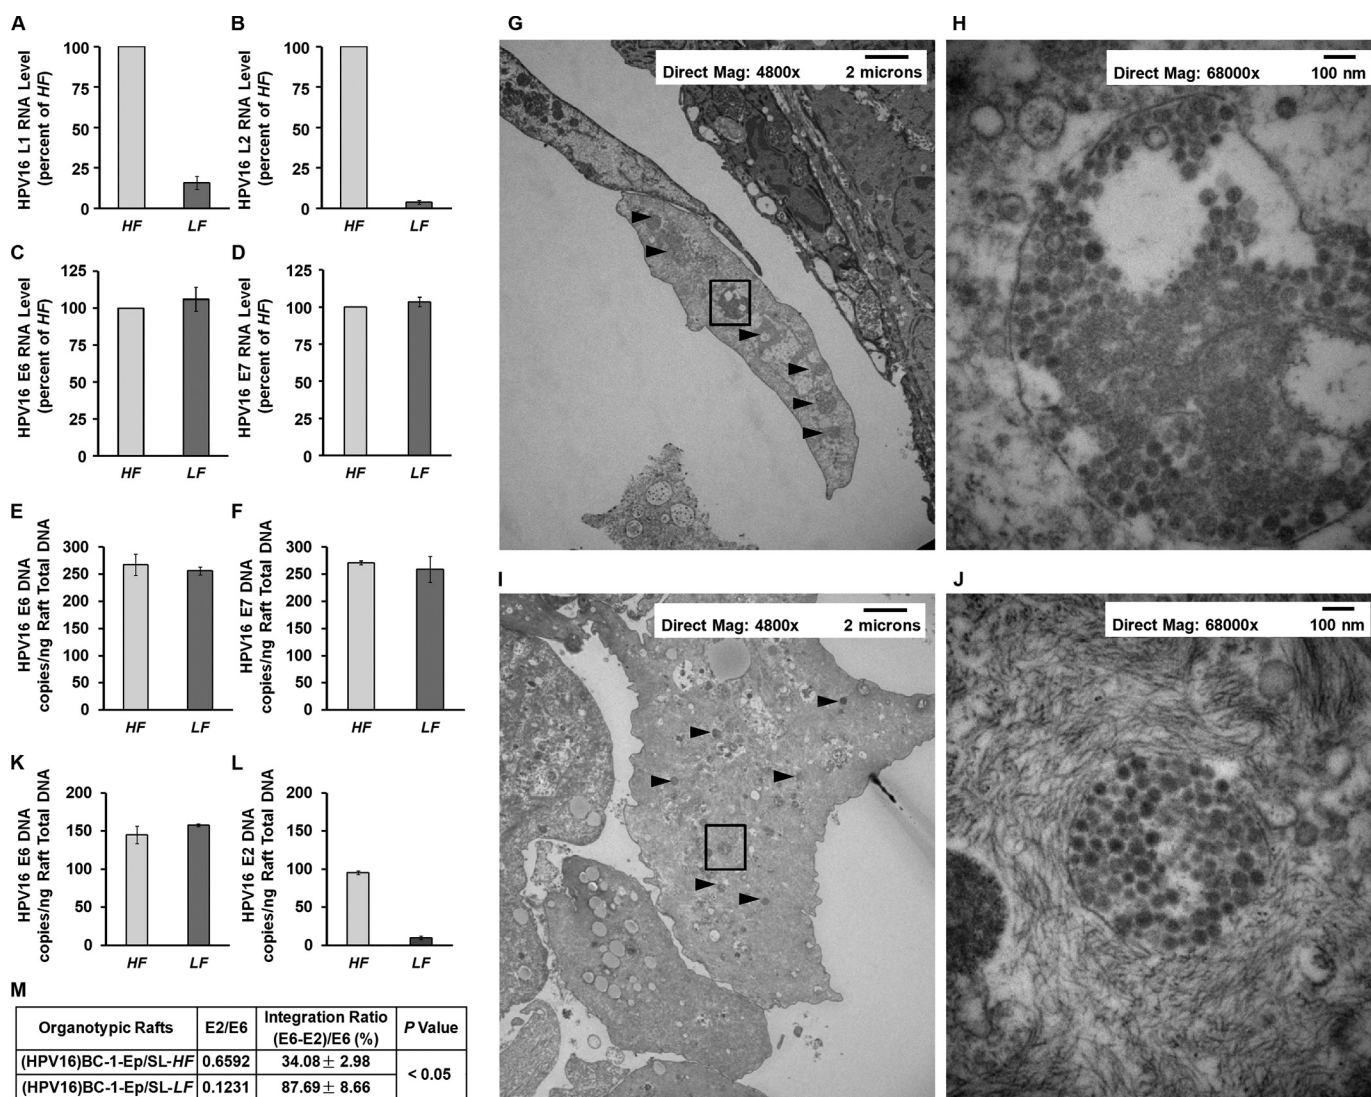 A
HPV16 L1 RNA Level
(percent of HF)
100
75
50
25
0
HF
LF
B
HPV16 L2 RNA Level
(percent of HF)
100
75
50
25
0
HF
LF
C
HPV16 E6 RNA Level
(percent of HF)
125
100
75
50
25
0
HF
LF
D
HPV16 E7 RNA Level
(percent of HF)
125
100
75
50
25
0
HF
LF
E
HPV16 E6 DNA
copies/ng Raft Total DNA
300
250
200
150
100
50
0
HF
LF
F
HPV16 E7 DNA
copies/ng Raft Total DNA
300
250
200
150
100
50
0
HF
LF
K
HPV16 E6 DNA
copies/ng Raft Total DNA
200
150
100
50
0
HF
LF
L
HPV16 E2 DNA
copies/ng Raft Total DNA
200
150
100
50
0
HF
LF
M
Organotypic Rafts E2/E6 Integration Ratio (E6-E2)/E6 (%) P Value
(HPV16)BC-1-Ep/SL-HF 0.6592 34.08 ± 2.98
< 0.05
(HPV16)BC-1-Ep/SL-LF 0.1231 87.69 ± 8.66
G
Direct Mag: 4800x
2 microns
H
Direct Mag: 68000x
100 nm
I
Direct Mag: 4800x
2 microns
J
Direct Mag: 68000x
100 nm